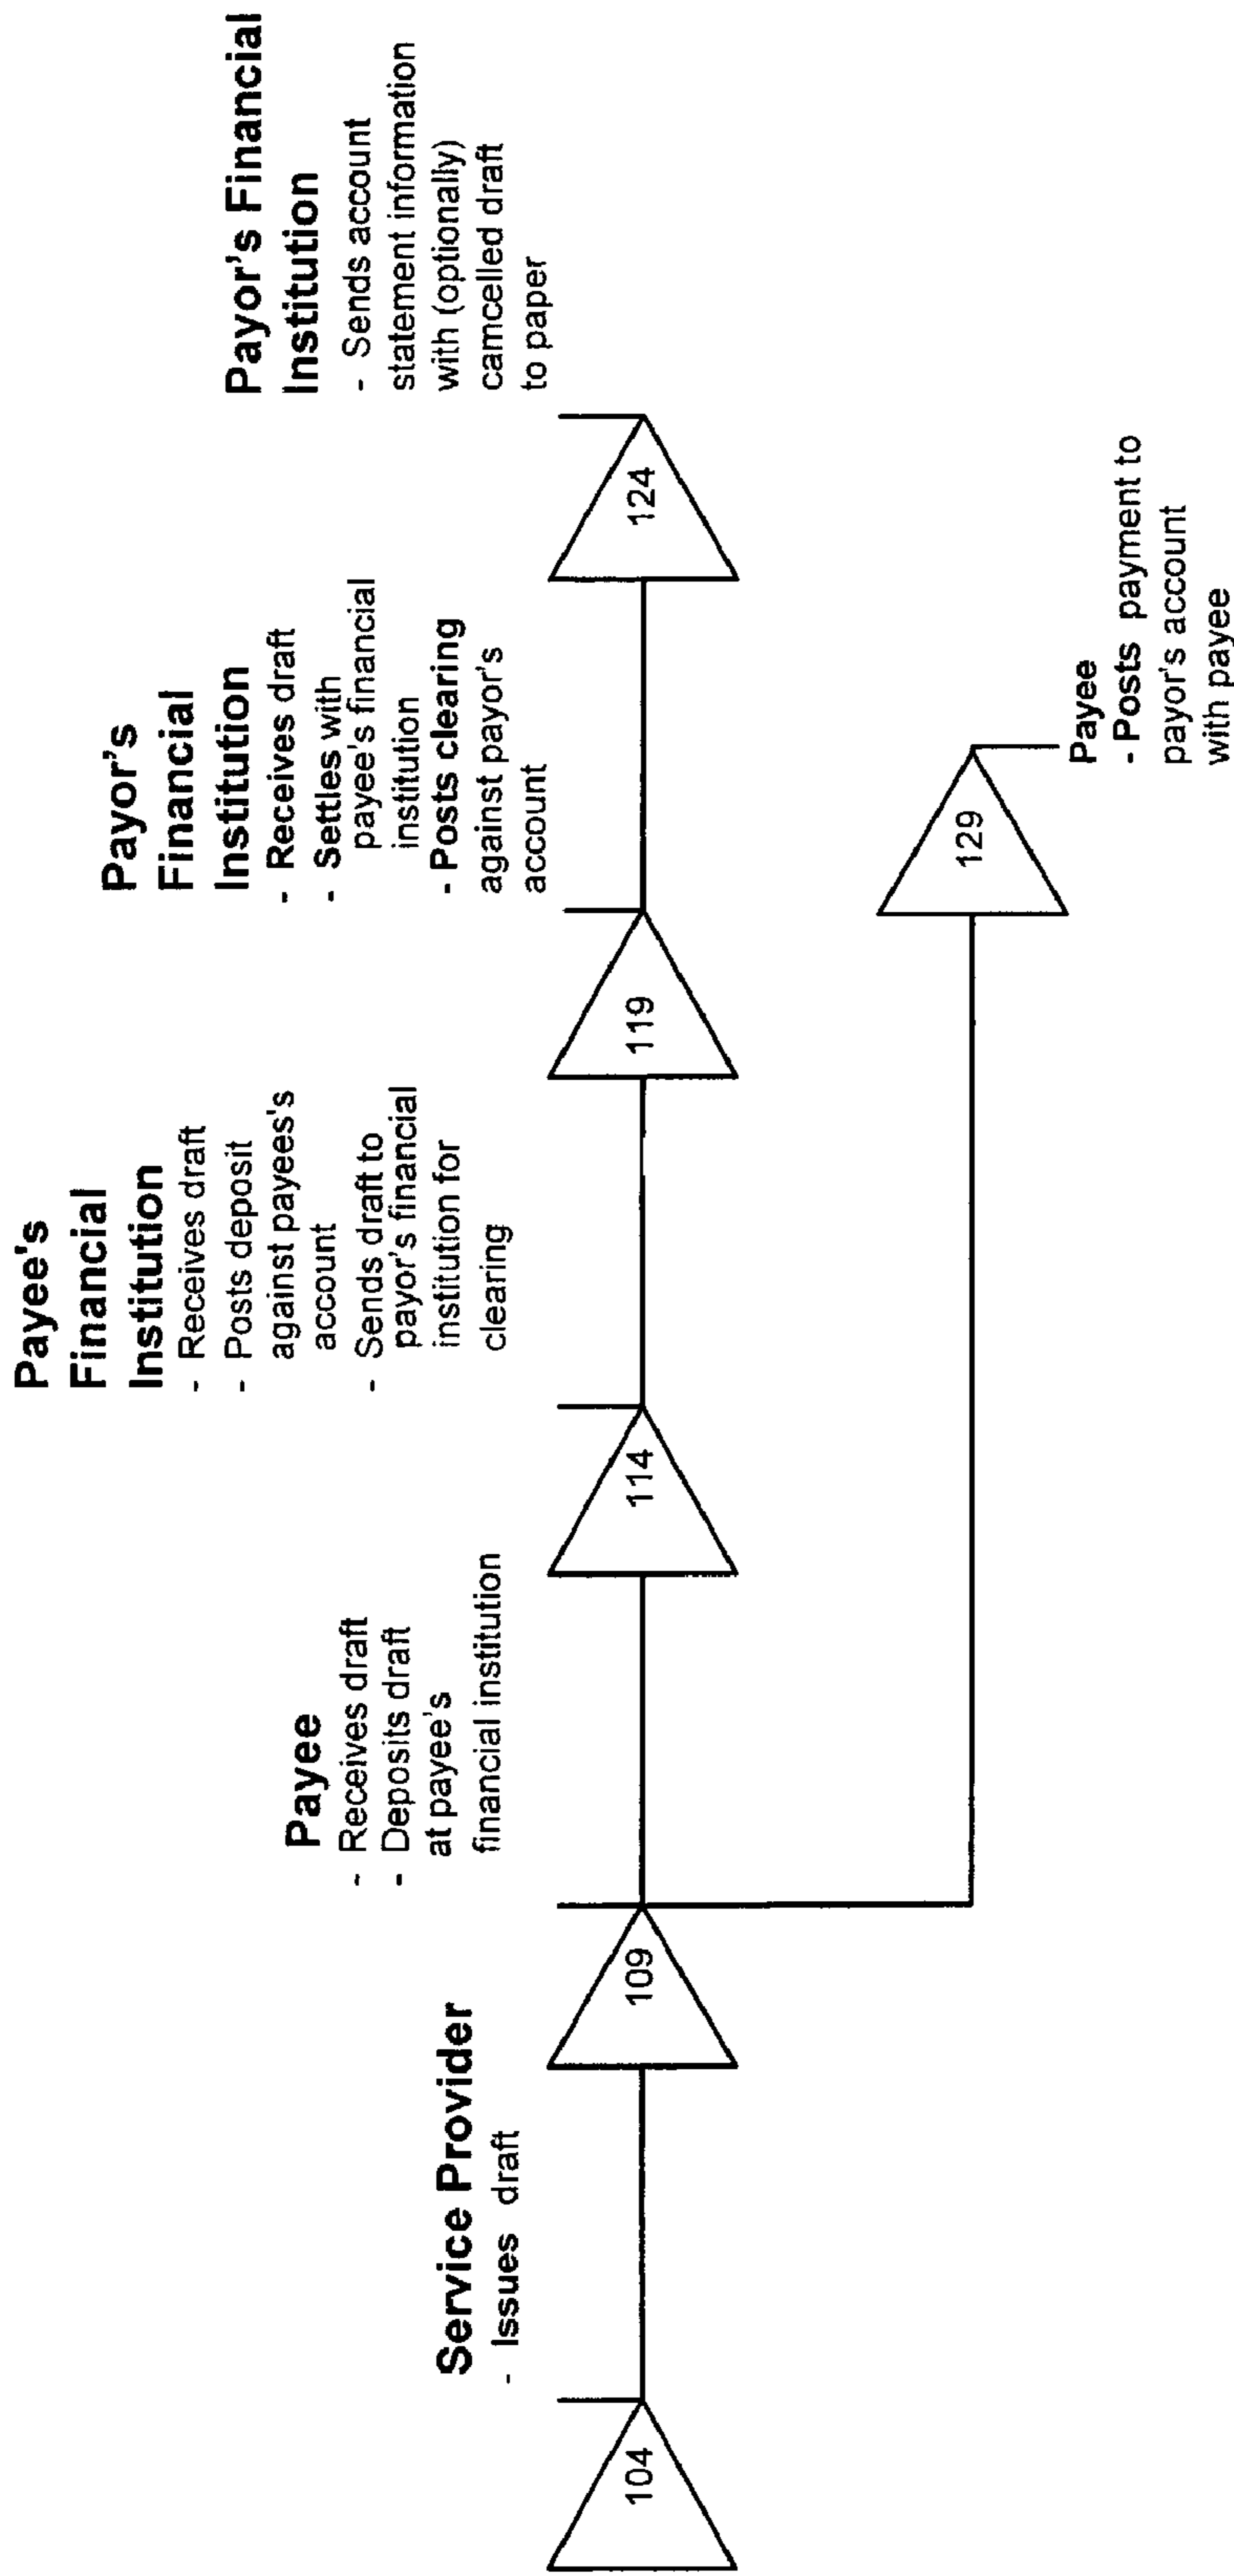 Service Provider
- Issues draft
104
Payee
- Receives draft
- Deposits draft
at payee's
financial institution
109
Payee's
Financial
Institution
- Receives draft
- Posts deposit
against payees's
account
- Sends draft to
payor's financial
institution for
clearing
114
Payor's
Financial
Institution
- Receives draft
- Settles with
payee's financial
institution
- Posts clearing
against payor's
account
119
Payor's Financial
Institution
- Sends account
statement information
with (optionally)
camcelled draft
to paper
124
129
Payee
- Posts payment to
payor's account
with payee